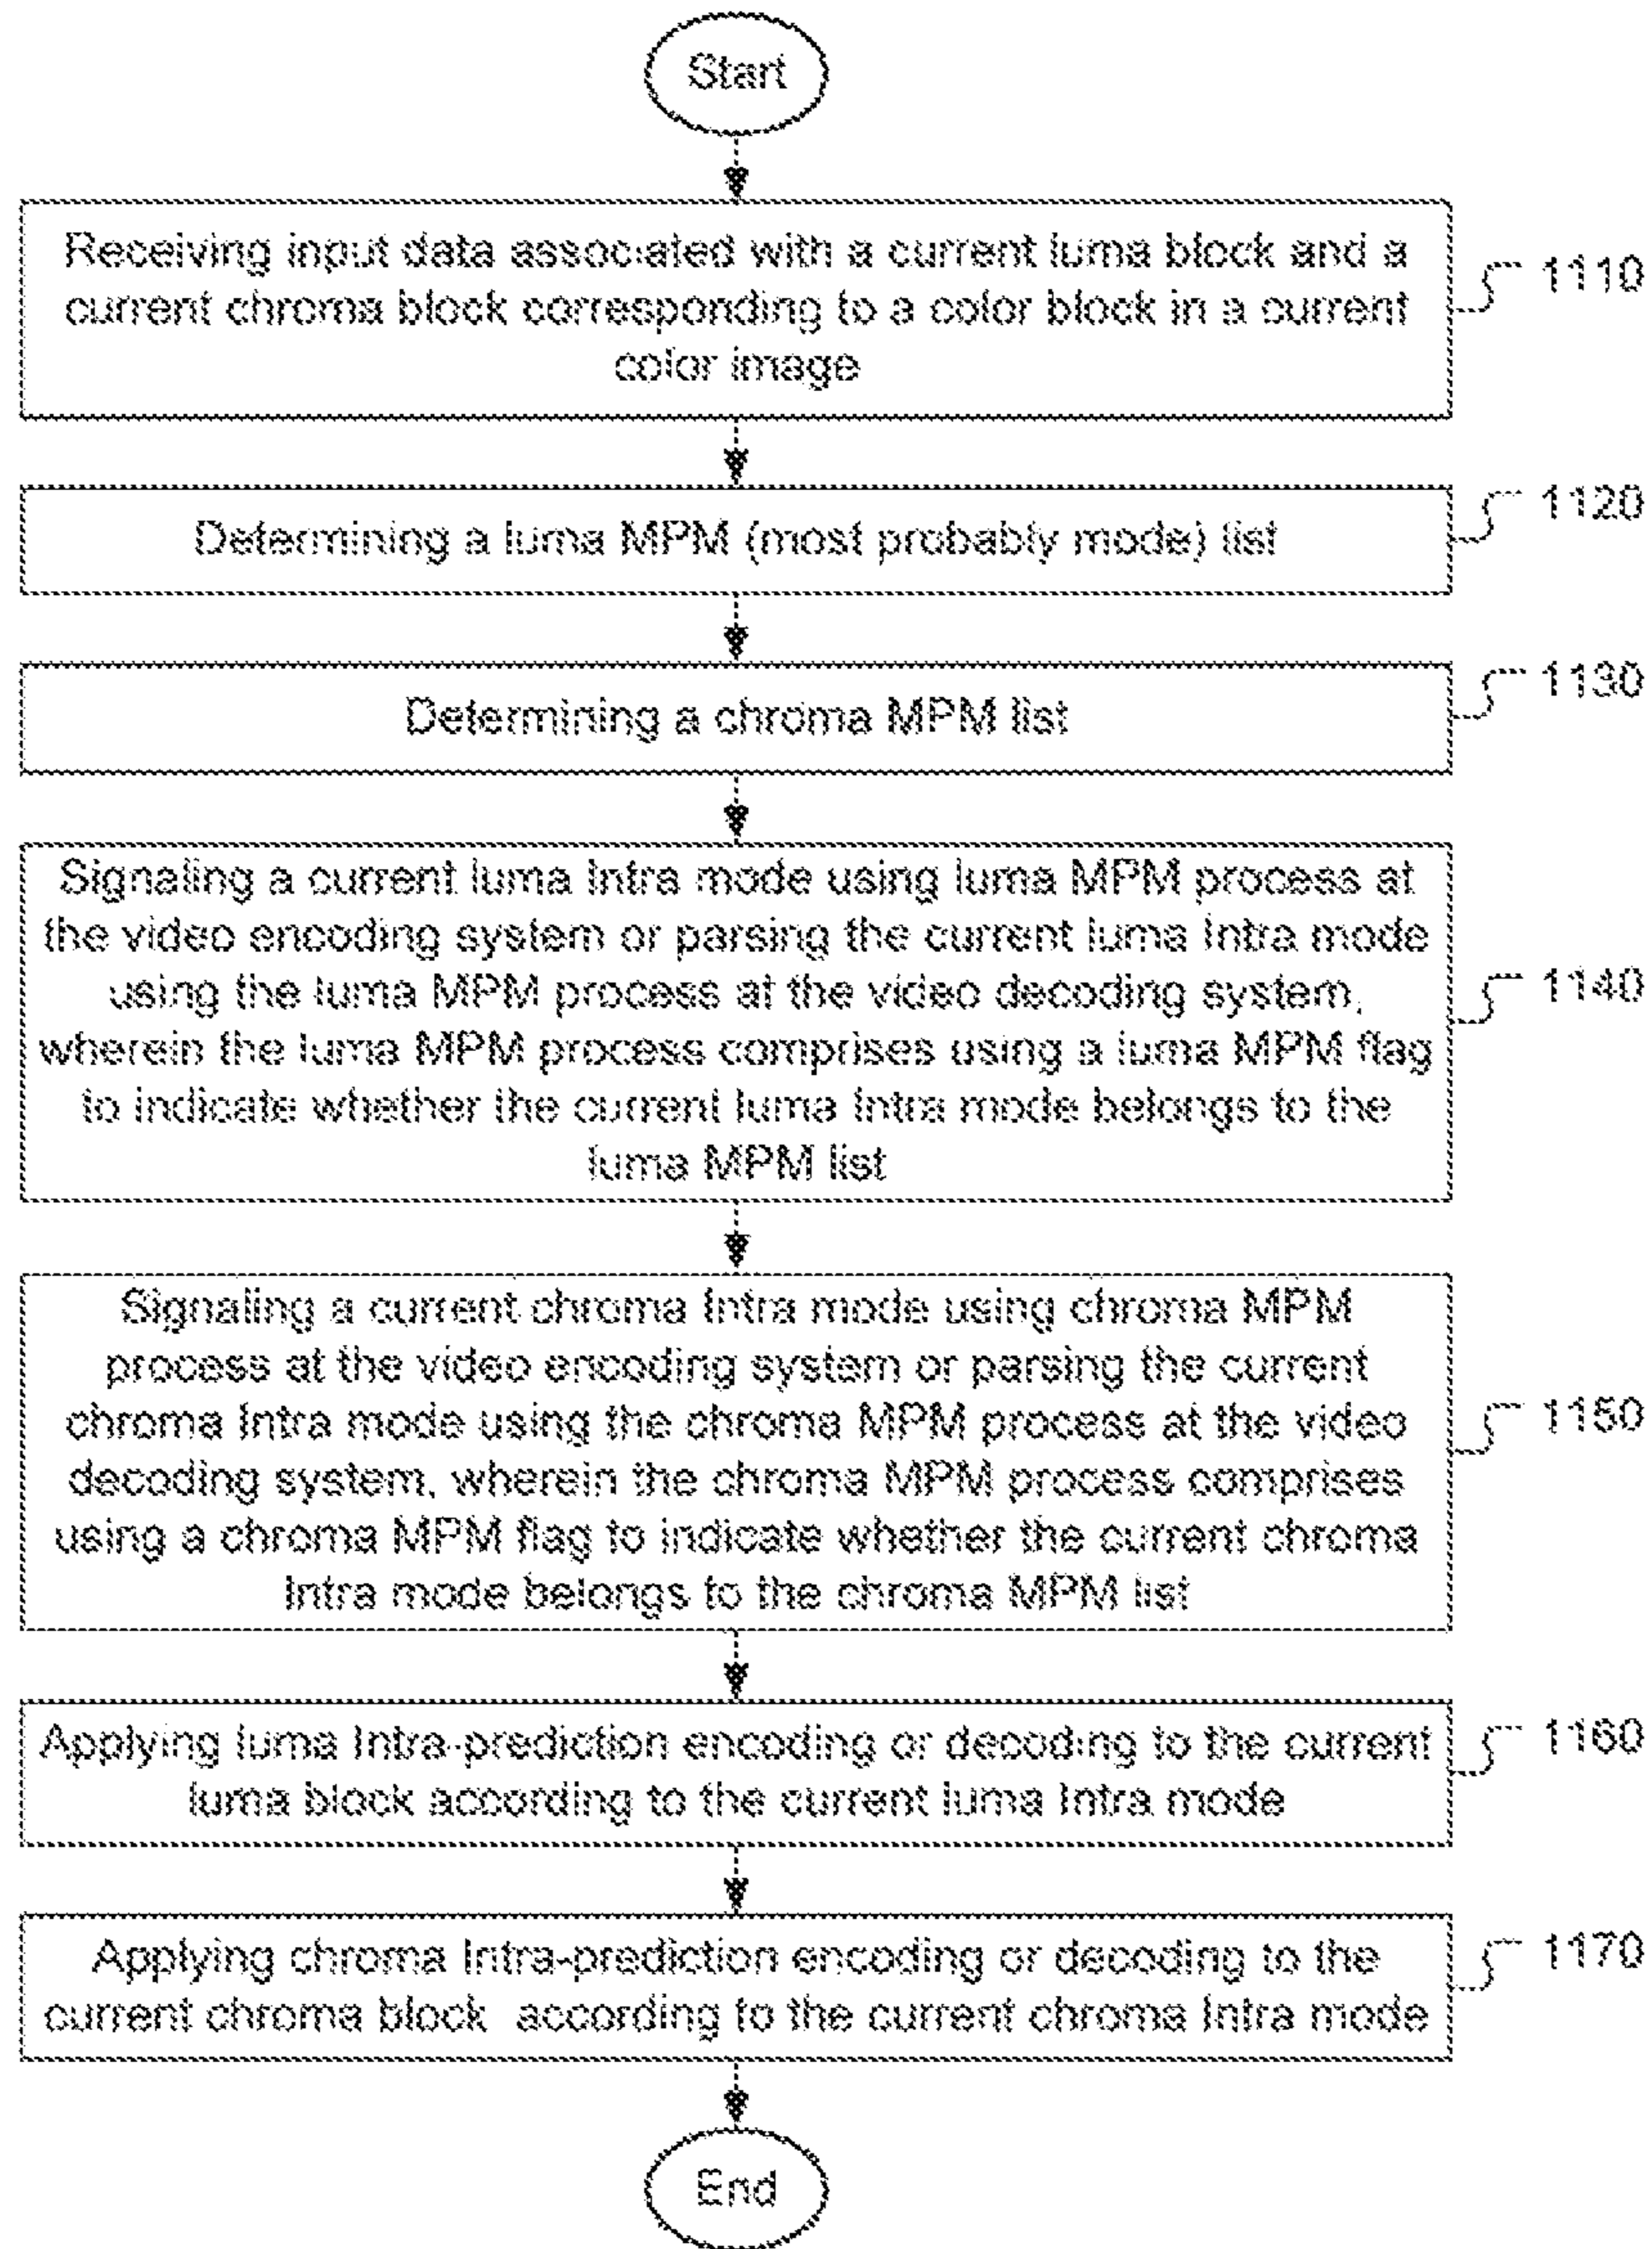 Start
Receiving input data associated with a current luma block and a
current chroma block corresponding to a color block in a current
color image
1110
Determining a luma MPM (most probably mode) list
1120
Determining a chroma MPM list
1130
Signaling a current luma Intra mode using luma MPM process at
the video encoding system or parsing the current luma Intra mode
using the luma MPM process at the video decoding system,
wherein the luma MPM process comprises using a luma MPM flag
to indicate whether the current luma Intra mode belongs to the
luma MPM list
1140
Signaling a current chroma Intra mode using chroma MPM
process at the video encoding system or parsing the current
chroma Intra mode using the chroma MPM process at the video
decoding system, wherein the chroma MPM process comprises
using a chroma MPM flag to indicate whether the current chroma
Intra mode belongs to the chroma MPM list
1150
Applying luma Intra-prediction encoding or decoding to the current
luma block according to the current luma Intra mode
1160
Applying chroma Intra-prediction encoding or decoding to the
current chroma block according to the current chroma Intra mode
1170
End